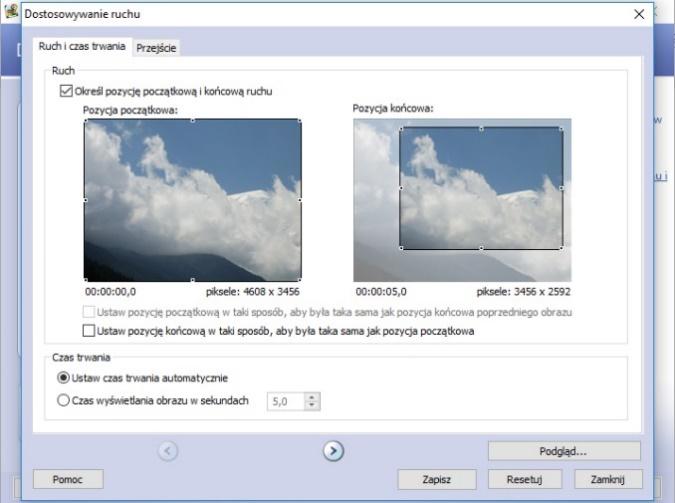 Dostosowywanie ruchu
Ruch i czas trwania
Przejście
Ruch
Określ pozycję początkową i końcową ruchu
Pozycja początkowa:
Pozycja końcowa:
00:00:00,0
piksele: 4608 x 3456
00:00:05,0
piksele: 3456 x 2592
Ustaw pozycję początkową w taki sposób, aby była taka sama jak pozycja końcowa poprzedniego obrazu
Ustaw pozycję końcową w taki sposób, aby była taka sama jak pozycja początkowa
Czas trwania
Ustaw czas trwania automatycznie
Czas wyświetlania obrazu w sekundach
5,0
Podgląd...
Pomoc
Zapisz
Resetuj
Zamknij